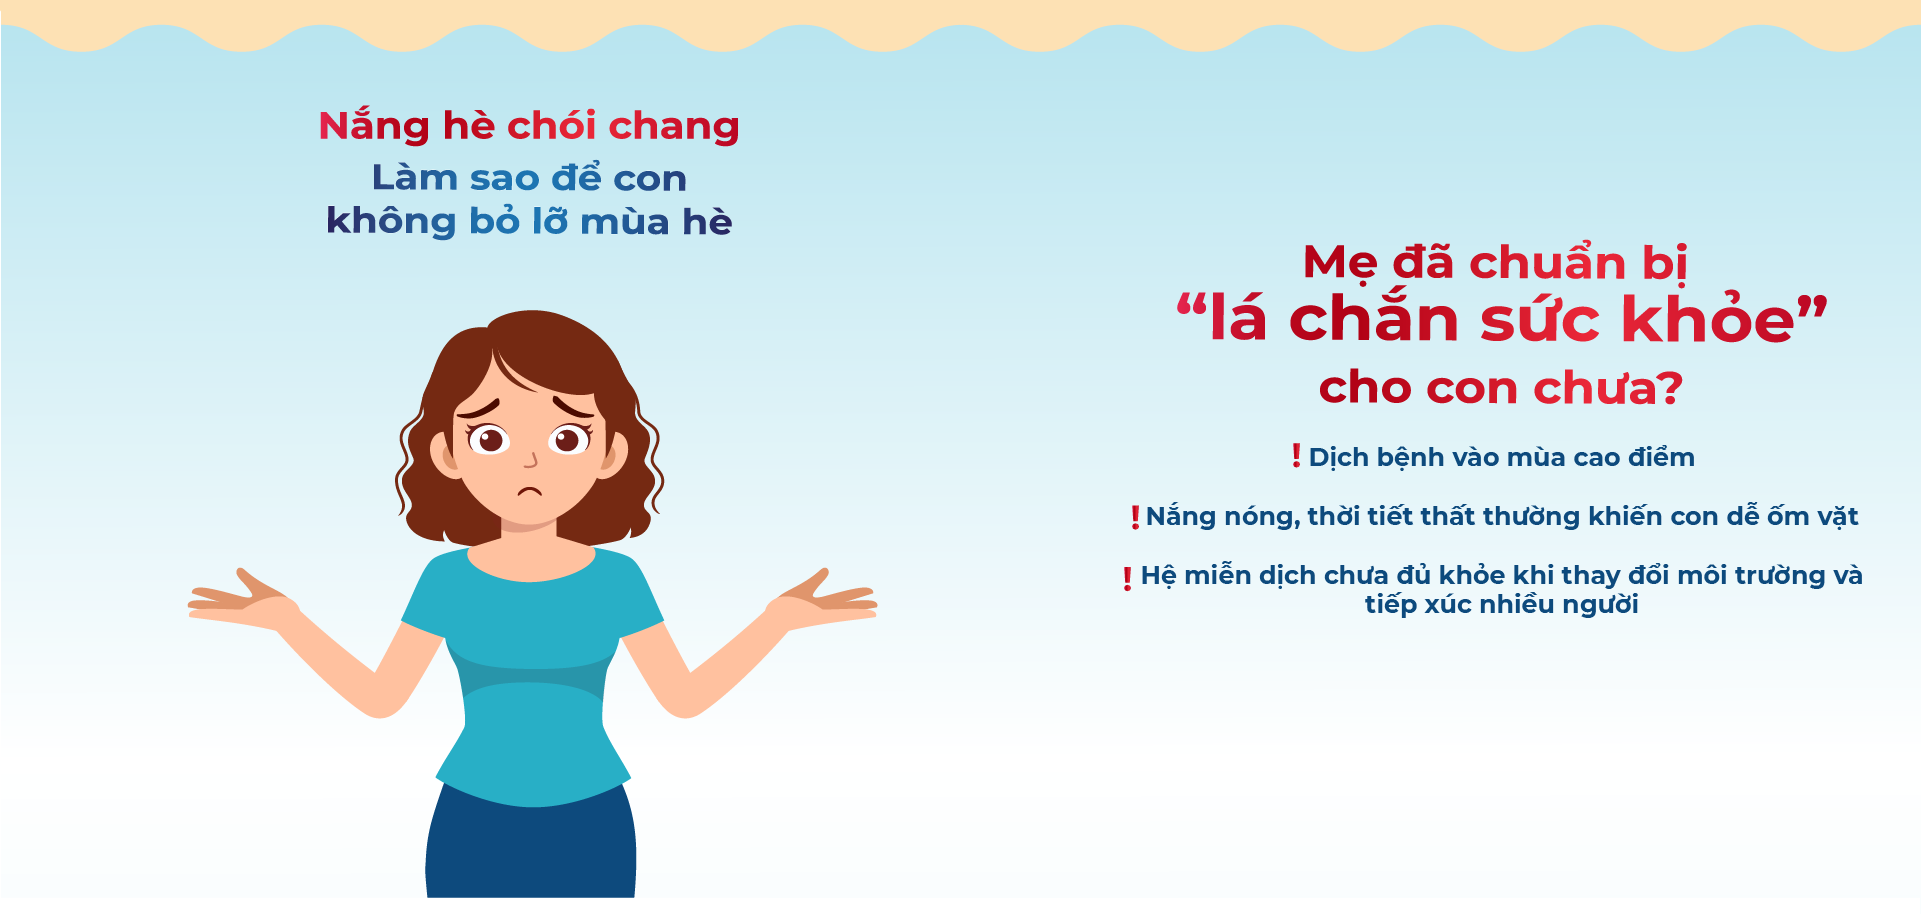 Nắng hè chói chang
Làm sao để con
không bỏ lỡ mùa hè
Mẹ đã chuẩn bị
“lá chắn sức khỏe”
cho con chưa?
! Dịch bệnh vào mùa cao điểm
! Nắng nóng, thời tiết thất thường khiến con dễ ốm vặt
! Hệ miễn dịch chưa đủ khỏe khi thay đổi môi trường và
tiếp xúc nhiều người